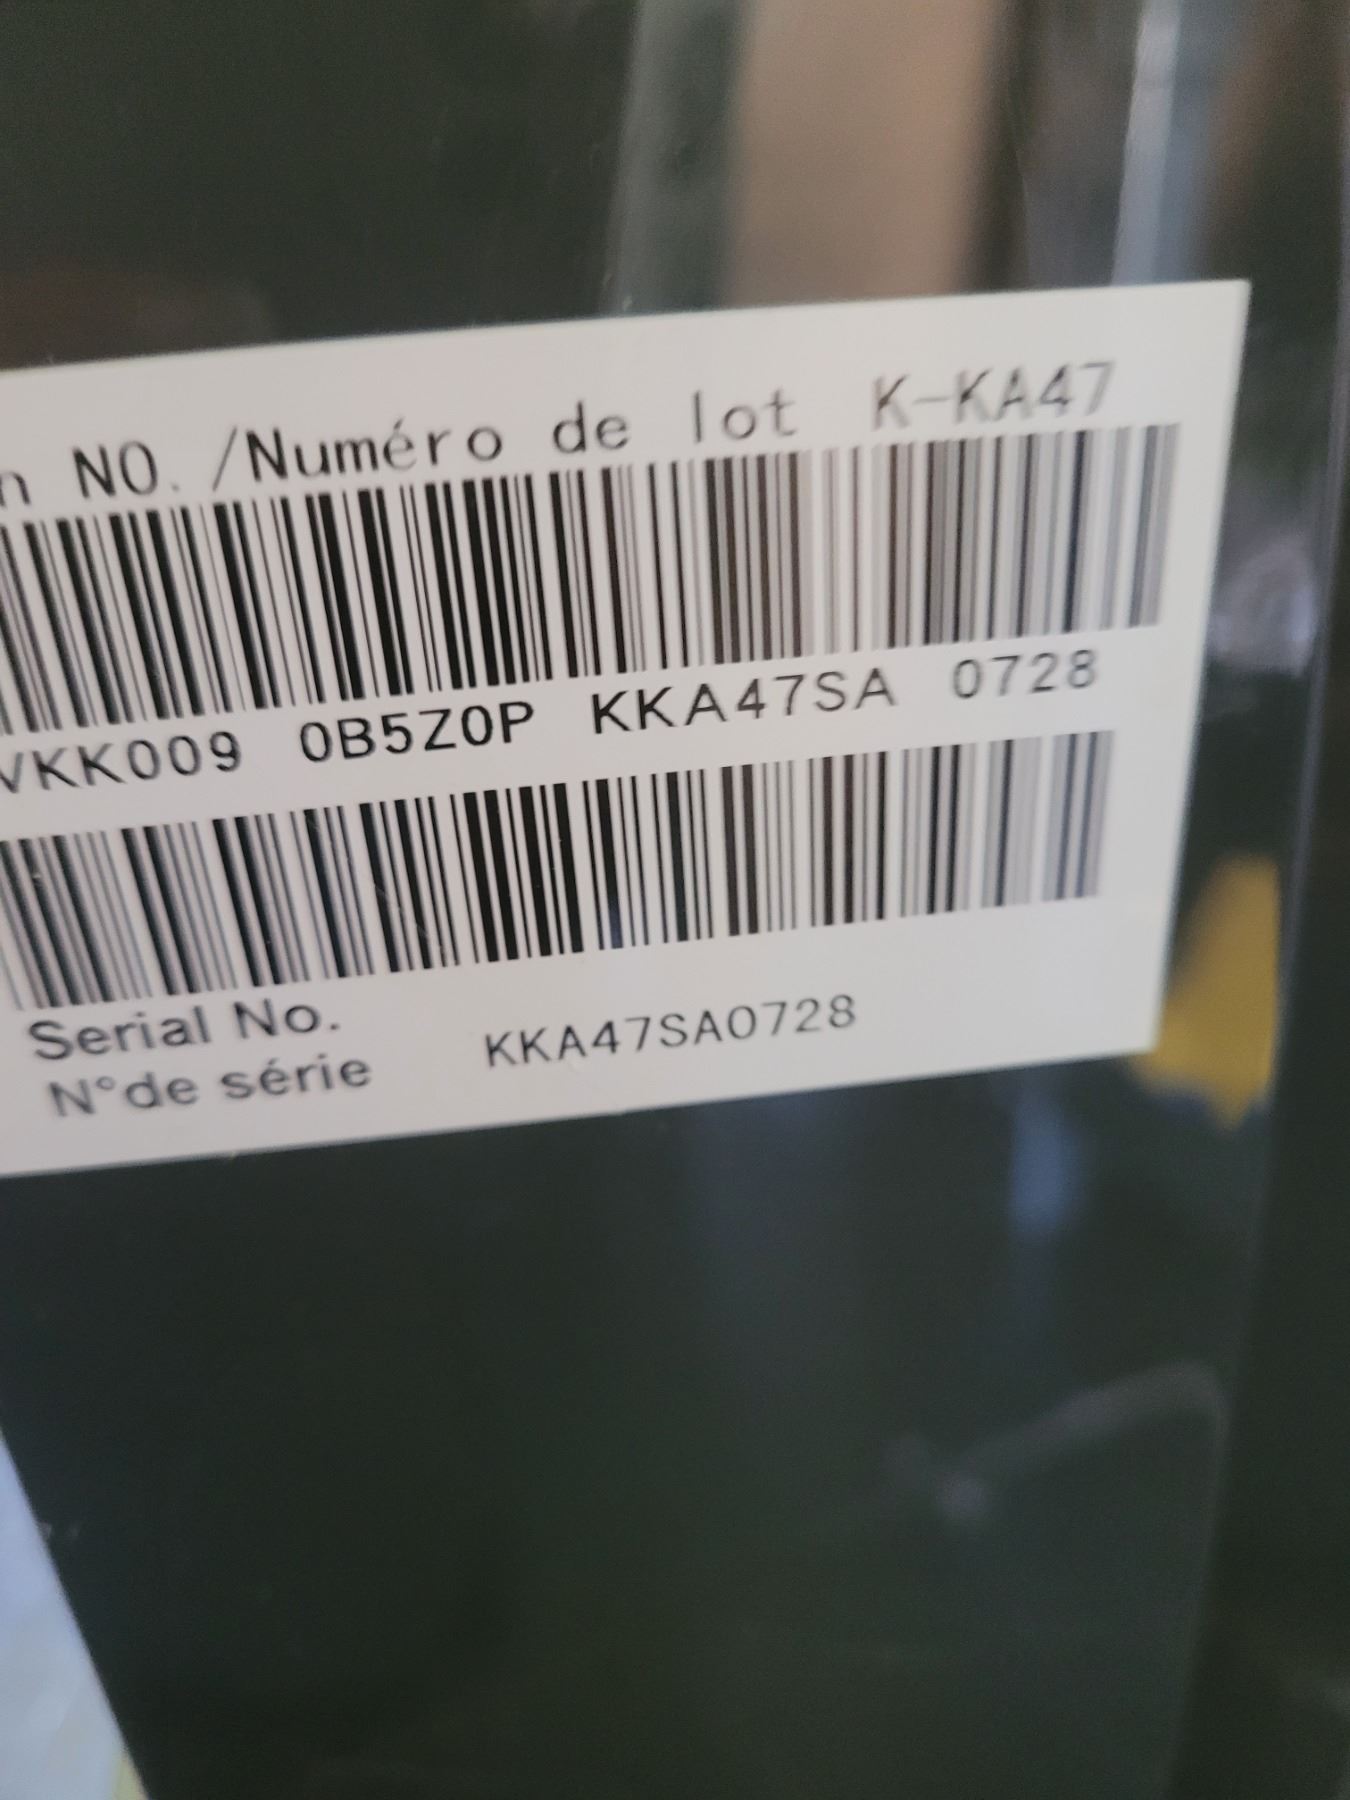 n NO. /Numéro de lot K-KA47
VKK009 0B5Z0P KKA47SA 0728
Serial No.
N°de série KKA47SA0728